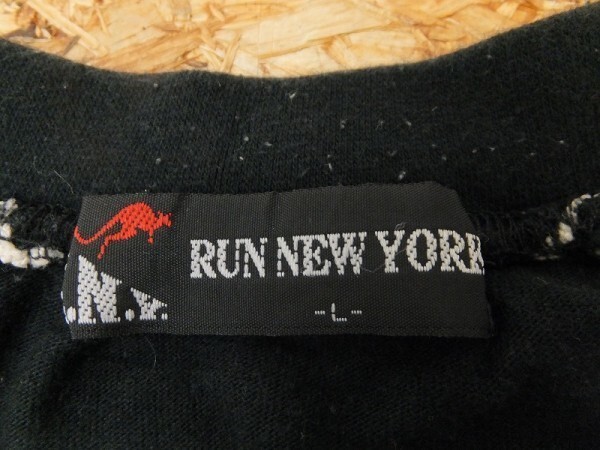 RUN NEW YORK
.N.Y.
-L-